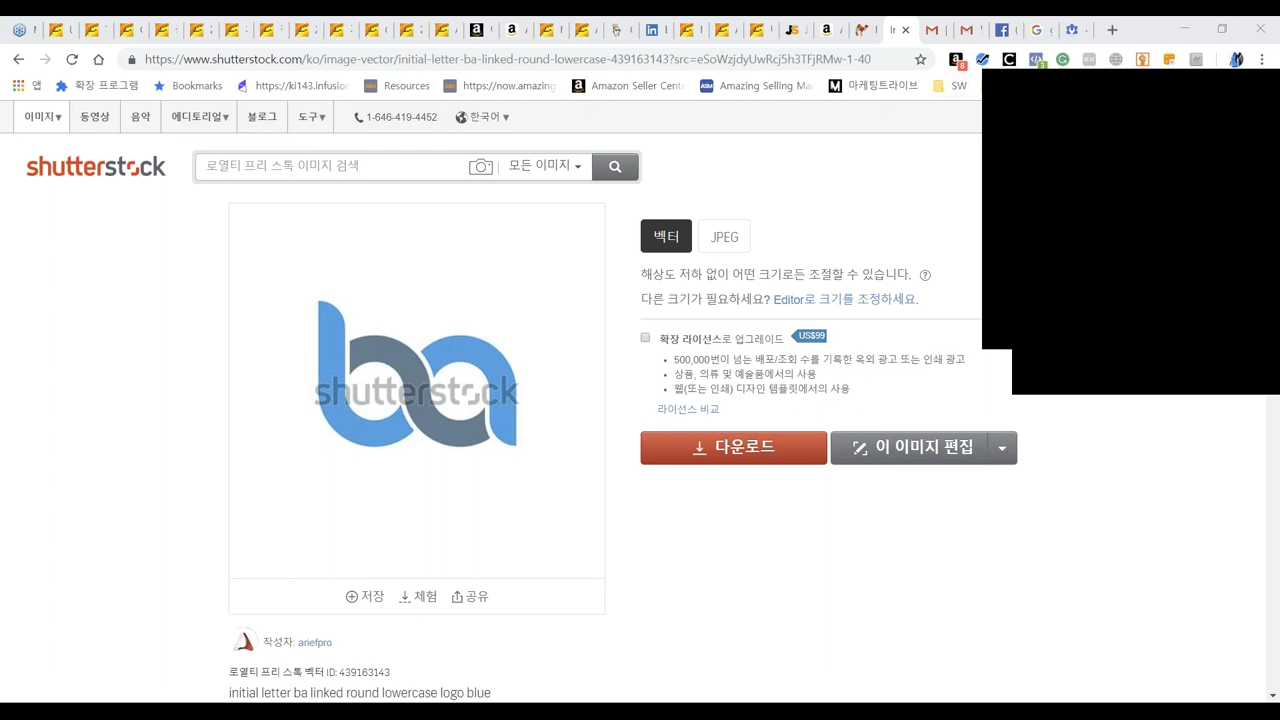 https://www.shutterstock.com/image-vector/initial-letter-ba-linked-round-lowercase-439163143?src=eSoWzjdyUwRcj5h3TFjRMw-1-40
앱 확장 프로그램 Bookmarks https://ki143.infusion Resources https://now.amazing Amazon Seller Centr Amazing Selling Mac 마케팅트라이브 SW
이미지 동영상 음악 에디토리얼 블로그 도구 1-646-419-4452 한국어
shutterstock 로열티 프리 스톡 이미지 검색 모든 이미지
벡터 JPEG
해상도 저하 없이 어떤 크기로든 조절할 수 있습니다.
다른 크기가 필요하세요? Editor로 크기를 조정하세요.
확장 라이선스로 업그레이드 US$99
500,000번이 넘는 배포/조회 수를 기록한 옥외 광고 또는 인쇄 광고
상품, 의류 및 예술품에서의 사용
웹(또는 인쇄) 디자인 템플릿에서의 사용
라이선스 비교
다운로드 이 이미지 편집
ba
shutterstock
저장 체험 공유
작성자: ariefpro
로열티 프리 스톡 벡터 ID: 439163143
initial letter ba linked round lowercase logo blue